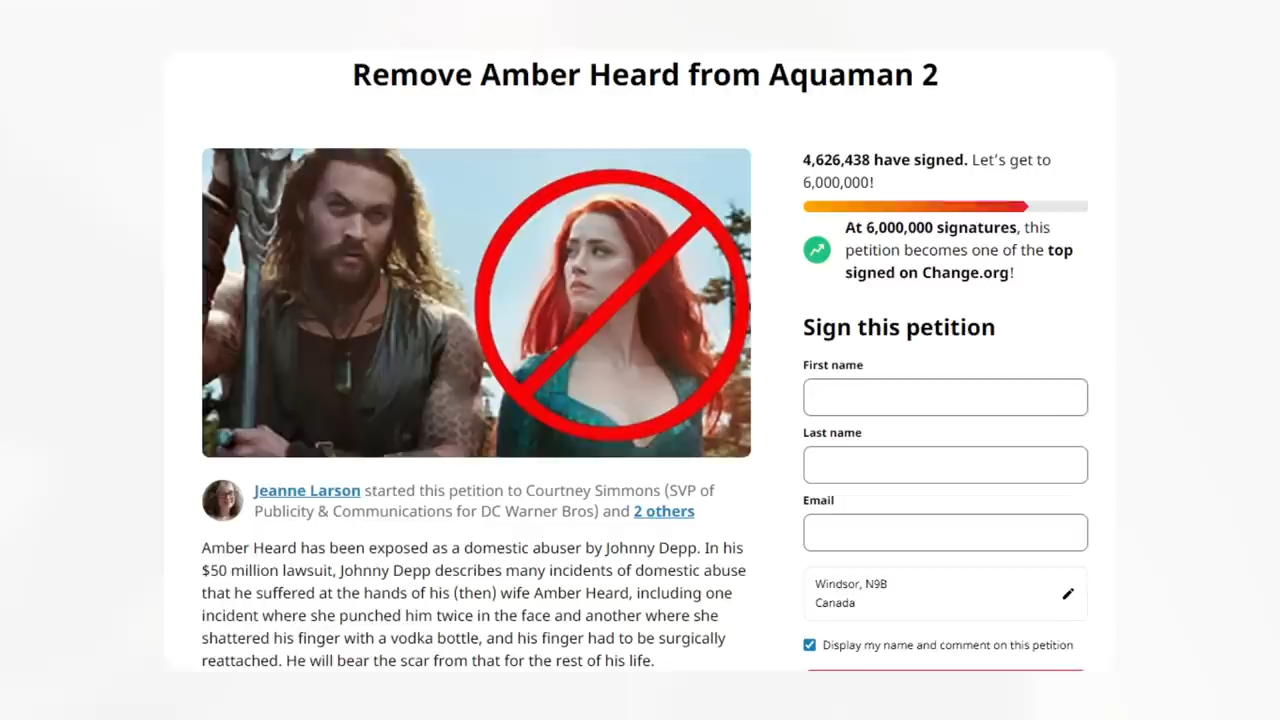 Remove Amber Heard from Aquaman 2
4,626,438 have signed. Let's get to
6,000,000!
At 6,000,000 signatures, this
petition becomes one of the top
signed on Change.org!
Sign this petition
First name
Last name
Email
Windsor, N9B
Canada
Display my name and comment on this petition
Jeanne Larson started this petition to Courtney Simmons (SVP of
Publicity & Communications for DC Warner Bros) and 2 others
Amber Heard has been exposed as a domestic abuser by Johnny Depp. In his
$50 million lawsuit, Johnny Depp describes many incidents of domestic abuse
that he suffered at the hands of his (then) wife Amber Heard, including one
incident where she punched him twice in the face and another where she
shattered his finger with a vodka bottle, and his finger had to be surgically
reattached. He will bear the scar from that for the rest of his life.